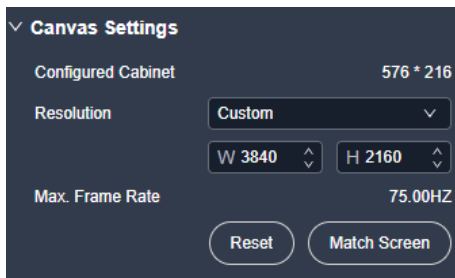 Canvas Settings
Configured Cabinet 576 * 216
Resolution Custom
W 3840 H 2160
Max. Frame Rate 75.00HZ
Reset Match Screen